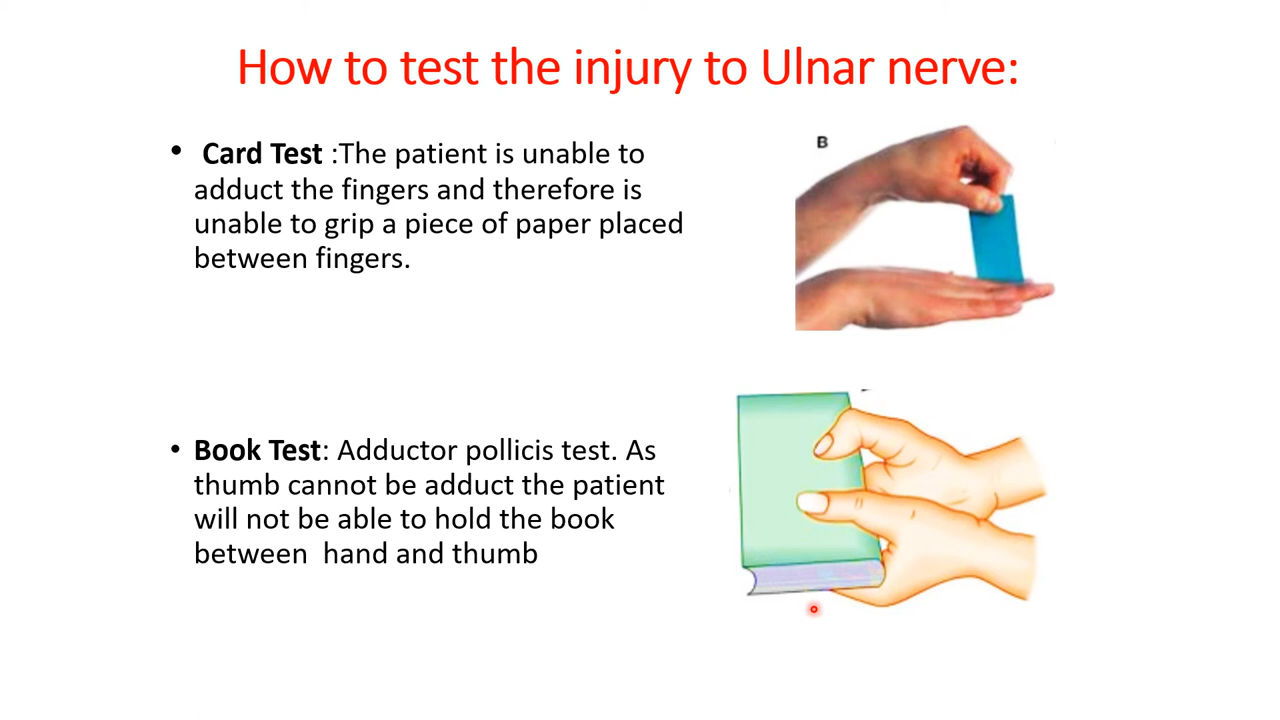 How to test the injury to Ulnar nerve:
• Card Test :The patient is unable to
adduct the fingers and therefore is
unable to grip a piece of paper placed
between fingers.
B
• Book Test: Adductor pollicis test. As
thumb cannot be adduct the patient
will not be able to hold the book
between  hand and thumb